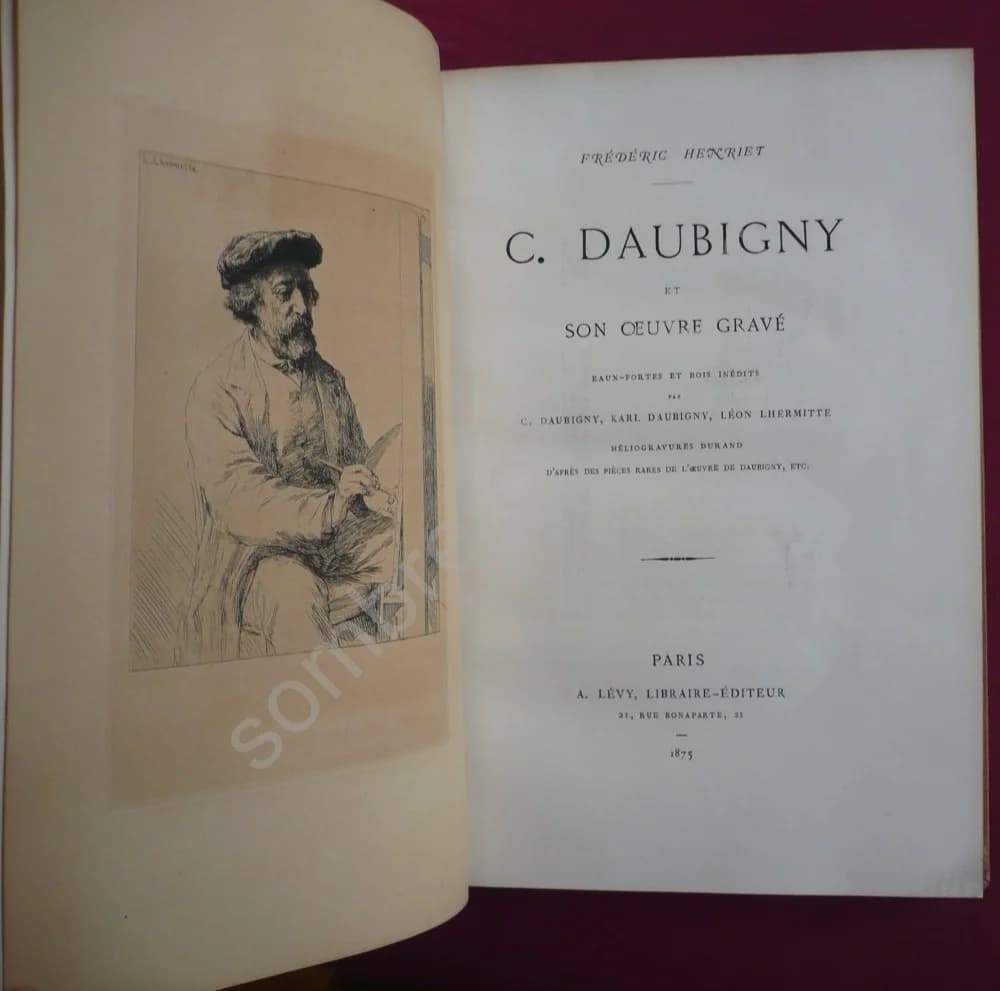 L. Lhermitte
FRÉDÉRIC HENRIET
C. DAUBIGNY
ET
SON ŒUVRE GRAVÉ
EAUX-FORTES ET BOIS INÉDITS
PAR
C. DAUBIGNY, KARL DAUBIGNY, LÉON LHERMITTE
HÉLIOGRAVURES DURAND
D'APRÈS DES PIÈCES RARES DE L'ŒUVRE DE DAUBIGNY, ETC.
PARIS
A. LÉVY, LIBRAIRE-ÉDITEUR
21, RUE BONAPARTE, 21
1875